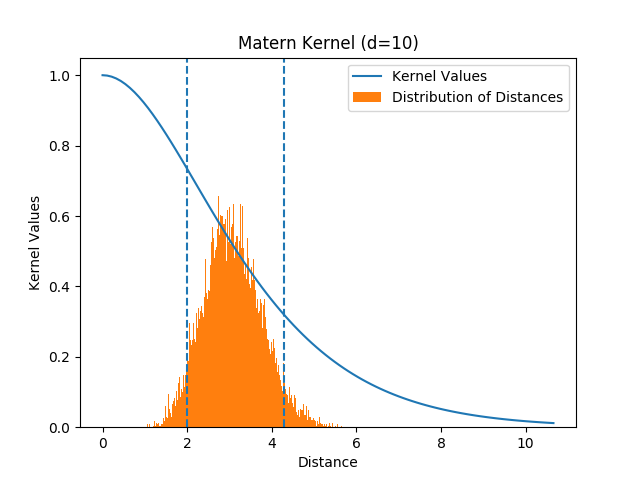 Matern Kernel (d=10)
Kernel Values
Distribution of Distances
Kernel Values
1.0
0.8
0.6
0.4
0.2
0.0
0 2 4 6 8 10
Distance